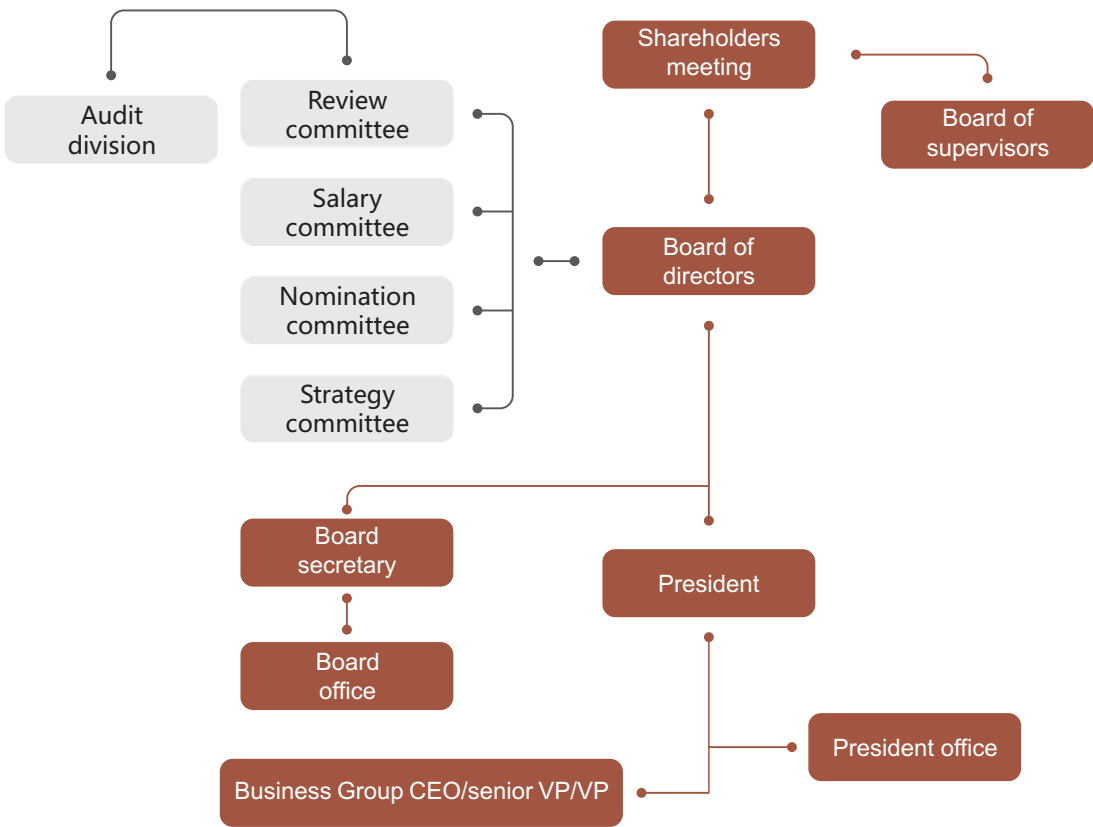 Shareholders
meeting
Board of
supervisors
Audit
division
Review
committee
Salary
committee
Nomination
committee
Strategy
committee
Board of
directors
Board
secretary
Board
office
President
President office
Business Group CEO/senior VP/VP